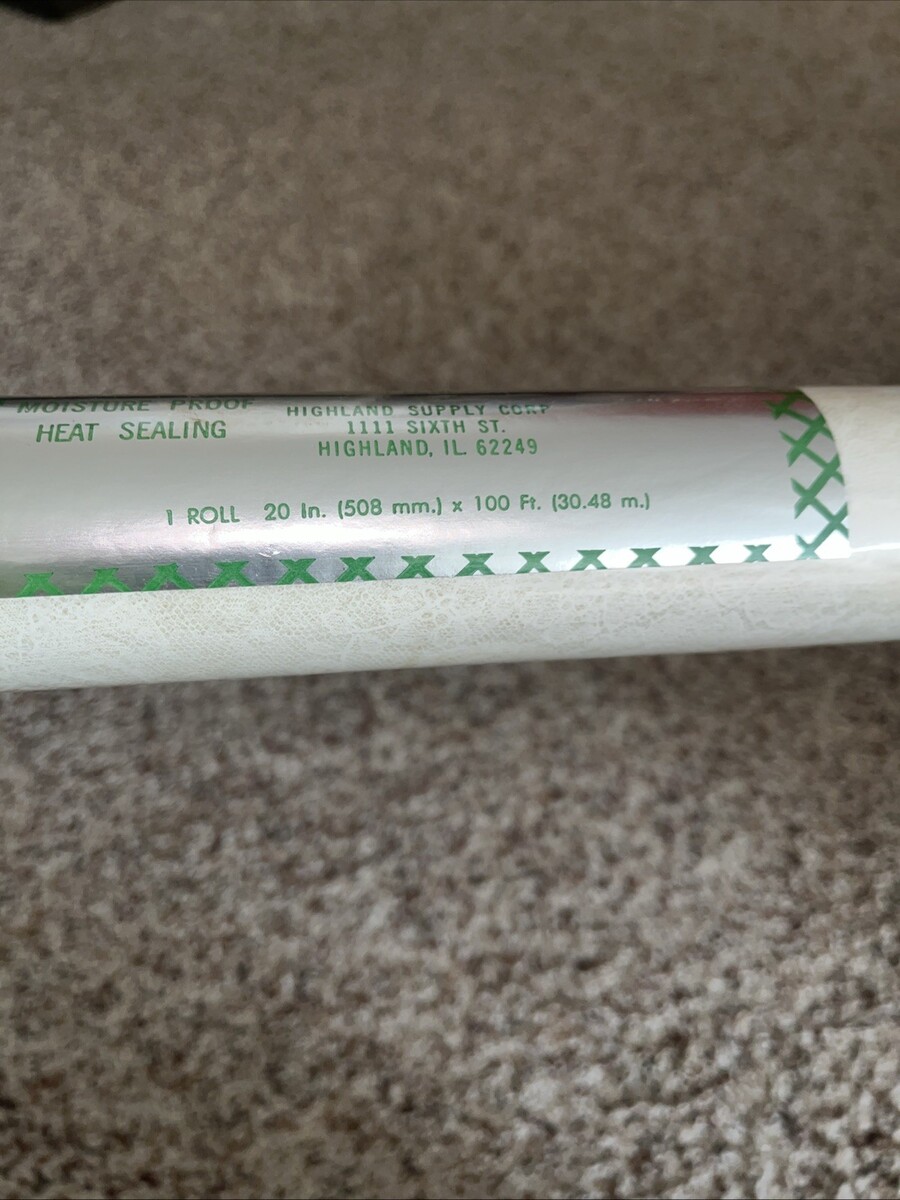 MOISTURE PROOF
HEAT SEALING
HIGHLAND SUPPLY CORP
1111 SIXTH ST.
HIGHLAND, IL 62249
1 ROLL 20 In. (508 mm.) x 100 Ft. (30.48 m.)